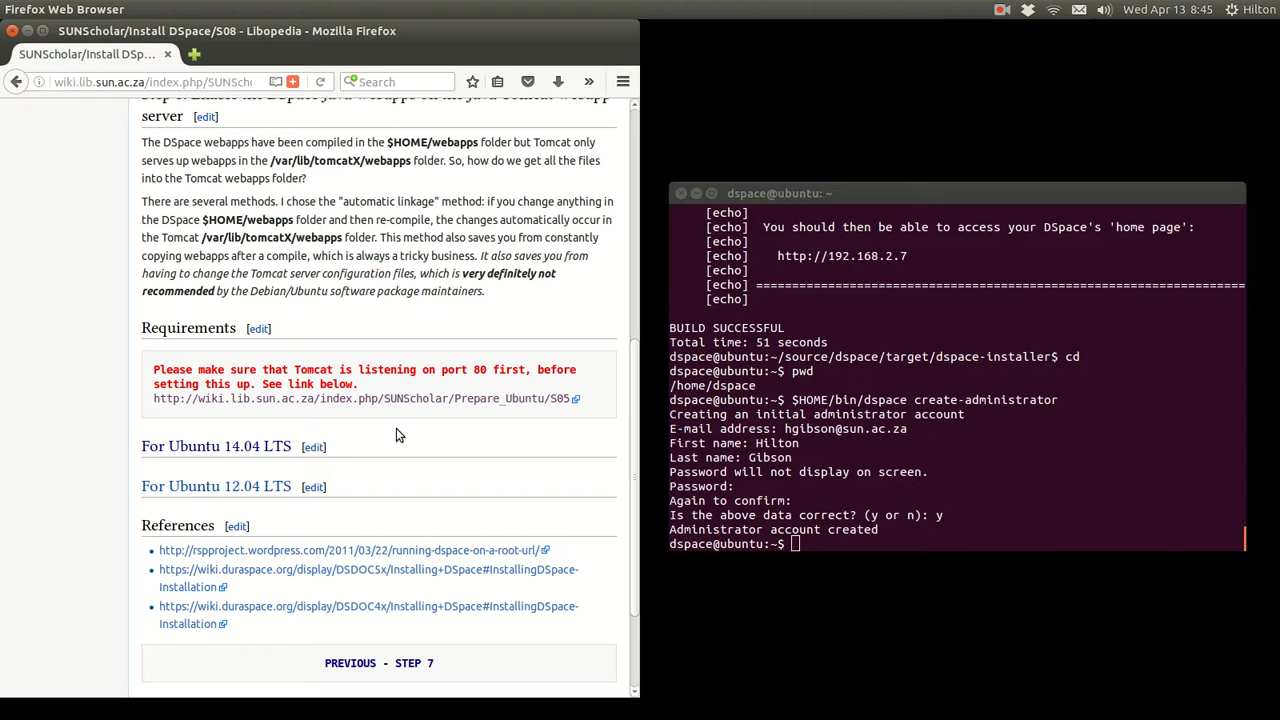 Firefox Web Browser
Wed Apr 13 8:45
Hilton
SUNScholar/Install DSpace/S08 - Libopedia - Mozilla Firefox
SUNScholar/Install DSp...
wiki.lib.sun.ac.za/index.php/SUNSch
Search
server [edit]
The DSpace webapps have been compiled in the $HOME/webapps folder but Tomcat only
serves up webapps in the /var/lib/tomcatX/webapps folder. So, how do we get all the files
into the Tomcat webapps folder?
There are several methods. I chose the "automatic linkage" method: if you change anything in
the DSpace $HOME/webapps folder and then re-compile, the changes automatically occur in
the Tomcat /var/lib/tomcatX/webapps folder. This method also saves you from constantly
copying webapps after a compile, which is always a tricky business. It also saves you from
having to change the Tomcat server configuration files, which is very definitely not
recommended by the Debian/Ubuntu software package maintainers.
Requirements [edit]
Please make sure that Tomcat is listening on port 80 first, before
setting this up. See link below.
http://wiki.lib.sun.ac.za/index.php/SUNScholar/Prepare_Ubuntu/S05
For Ubuntu 14.04 LTS [edit]
For Ubuntu 12.04 LTS [edit]
References [edit]
• http://rspproject.wordpress.com/2011/03/22/running-dspace-on-a-root-url/
• https://wiki.duraspace.org/display/DSDOC5x/Installing+DSpace#InstallingDSpace-
Installation
• https://wiki.duraspace.org/display/DSDOC4x/Installing+DSpace#InstallingDSpace-
Installation
PREVIOUS - STEP 7
dspace@ubuntu: ~
[echo]
[echo] You should then be able to access your DSpace's 'home page':
[echo]
[echo] http://192.168.2.7
[echo]
[echo] ====================================================================
[echo]
BUILD SUCCESSFUL
Total time: 51 seconds
dspace@ubuntu:~/source/dspace/target/dspace-installer$ cd
dspace@ubuntu:~$ pwd
/home/dspace
dspace@ubuntu:~$ $HOME/bin/dspace create-administrator
Creating an initial administrator account
E-mail address: hgibson@sun.ac.za
First name: Hilton
Last name: Gibson
Password will not display on screen.
Password:
Again to confirm:
Is the above data correct? (y or n): y
Administrator account created
dspace@ubuntu:~$